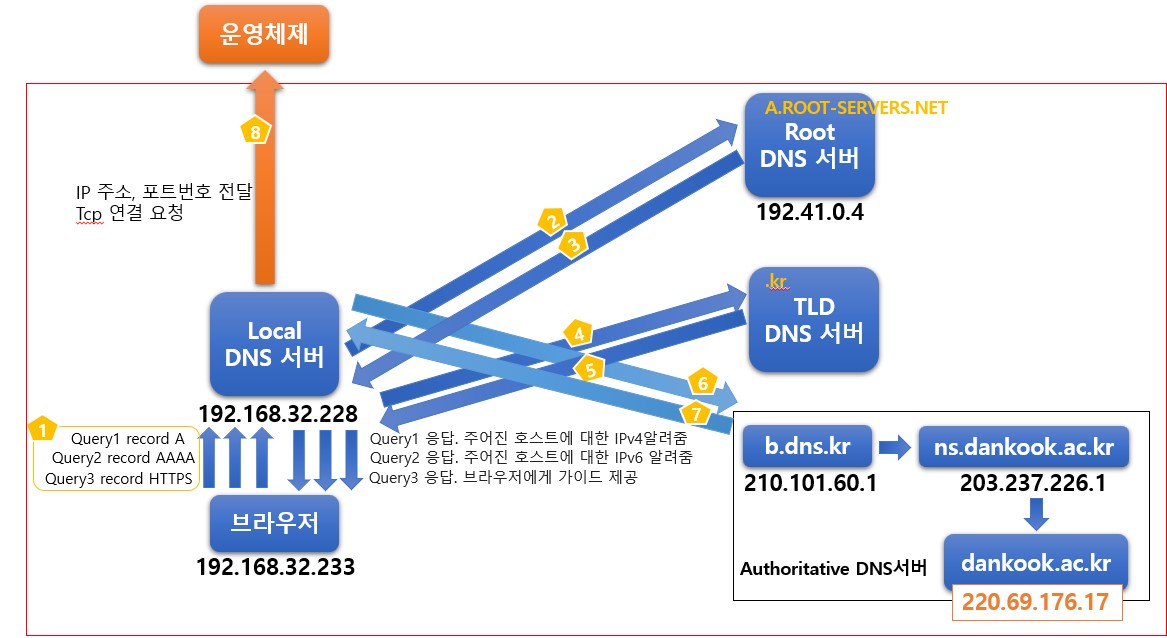 운영체제
8
IP 주소, 포트번호 전달
Tcp 연결 요청
A.ROOT-SERVERS.NET
Root
DNS 서버
192.41.0.4
2
3
.kr
TLD
DNS 서버
4
5
6
7
Local
DNS 서버
192.168.32.228
1
Query1 record A
Query2 record AAAA
Query3 record HTTPS
Query1 응답. 주어진 호스트에 대한 IPv4알려줌
Query2 응답. 주어진 호스트에 대한 IPv6 알려줌
Query3 응답. 브라우저에게 가이드 제공
브라우저
192.168.32.233
b.dns.kr
210.101.60.1
ns.dankook.ac.kr
203.237.226.1
Authoritative DNS서버
dankook.ac.kr
220.69.176.17